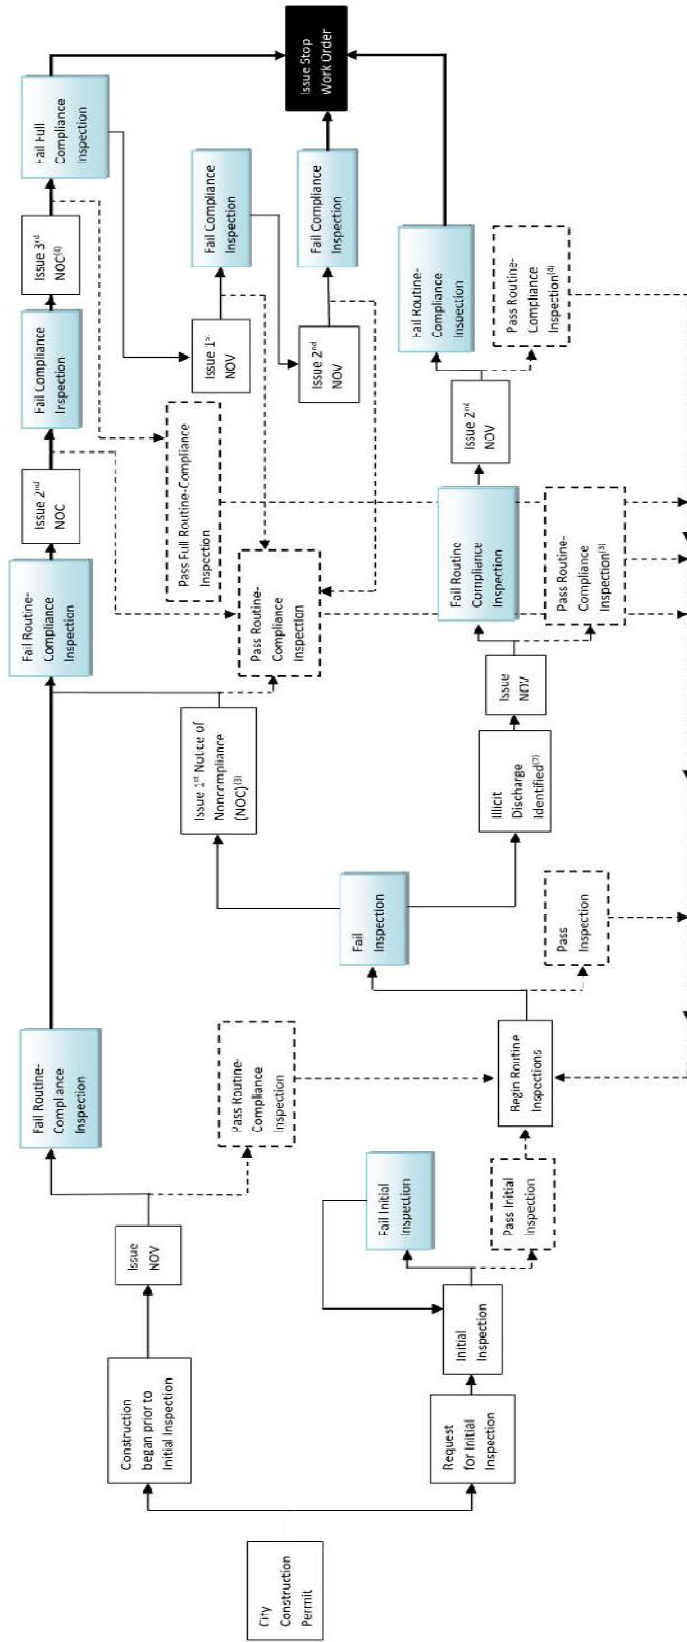 City
Construction
Permit
Construction
began prior to
Initial Inspection
Request
for Initial
Inspection
Issue
NOV
Initial
Inspection
Fail Initial
Inspection
Pass Initial
Inspection
Fail Routine-
Compliance
Inspection
Pass Routine-
Compliance
Inspection
Begin Routine
Inspections
Fail
Inspection
Pass
Inspection
Issue 1st Notice of
Noncompliance
(NOC)(3)
Illicit
Discharge
Identified(2)
Issue
NOV
Fail Routine-
Compliance
Inspection
Pass Routine-
Compliance
Inspection
Fail Routine
Compliance
Inspection
Pass Routine-
Compliance
Inspection(3)
Issue 2nd
NOC
Pass Full Routine-Compliance
Inspection
Issue 2nd
NOV
Fail Compliance
Inspection
Issue 1st
NOV
Issue 2nd
NOV
Fail Routine-
Compliance
Inspection
Pass Routine-
Compliance
Inspection(4)
Issue 3rd
NOC(4)
Fail Compliance
Inspection
Fail Compliance
Inspection
Fail Full
Compliance
Inspection
Issue Stop
Work Order